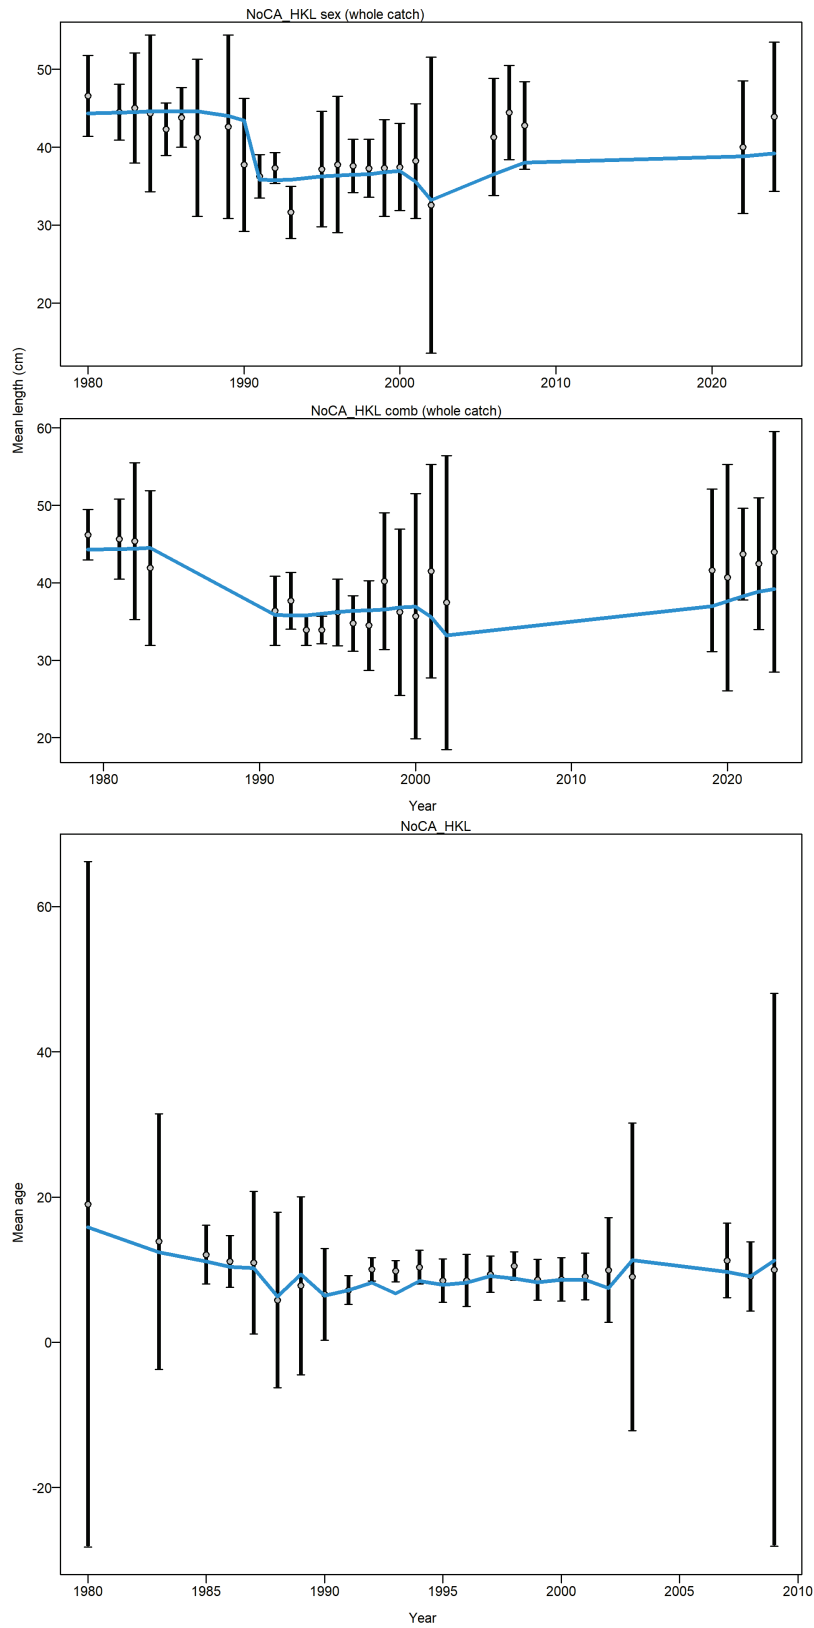 NoCA_HKL sex (whole catch)
50
40
30
20
1980 1990 2000 2010 2020
Mean length (cm)
NoCA_HKL comb (whole catch)
60
50
40
30
20
1980 1990 2000 2010 2020
Year
NoCA_HKL
60
40
20
0
-20
Mean age
1980 1985 1990 1995 2000 2005 2010
Year